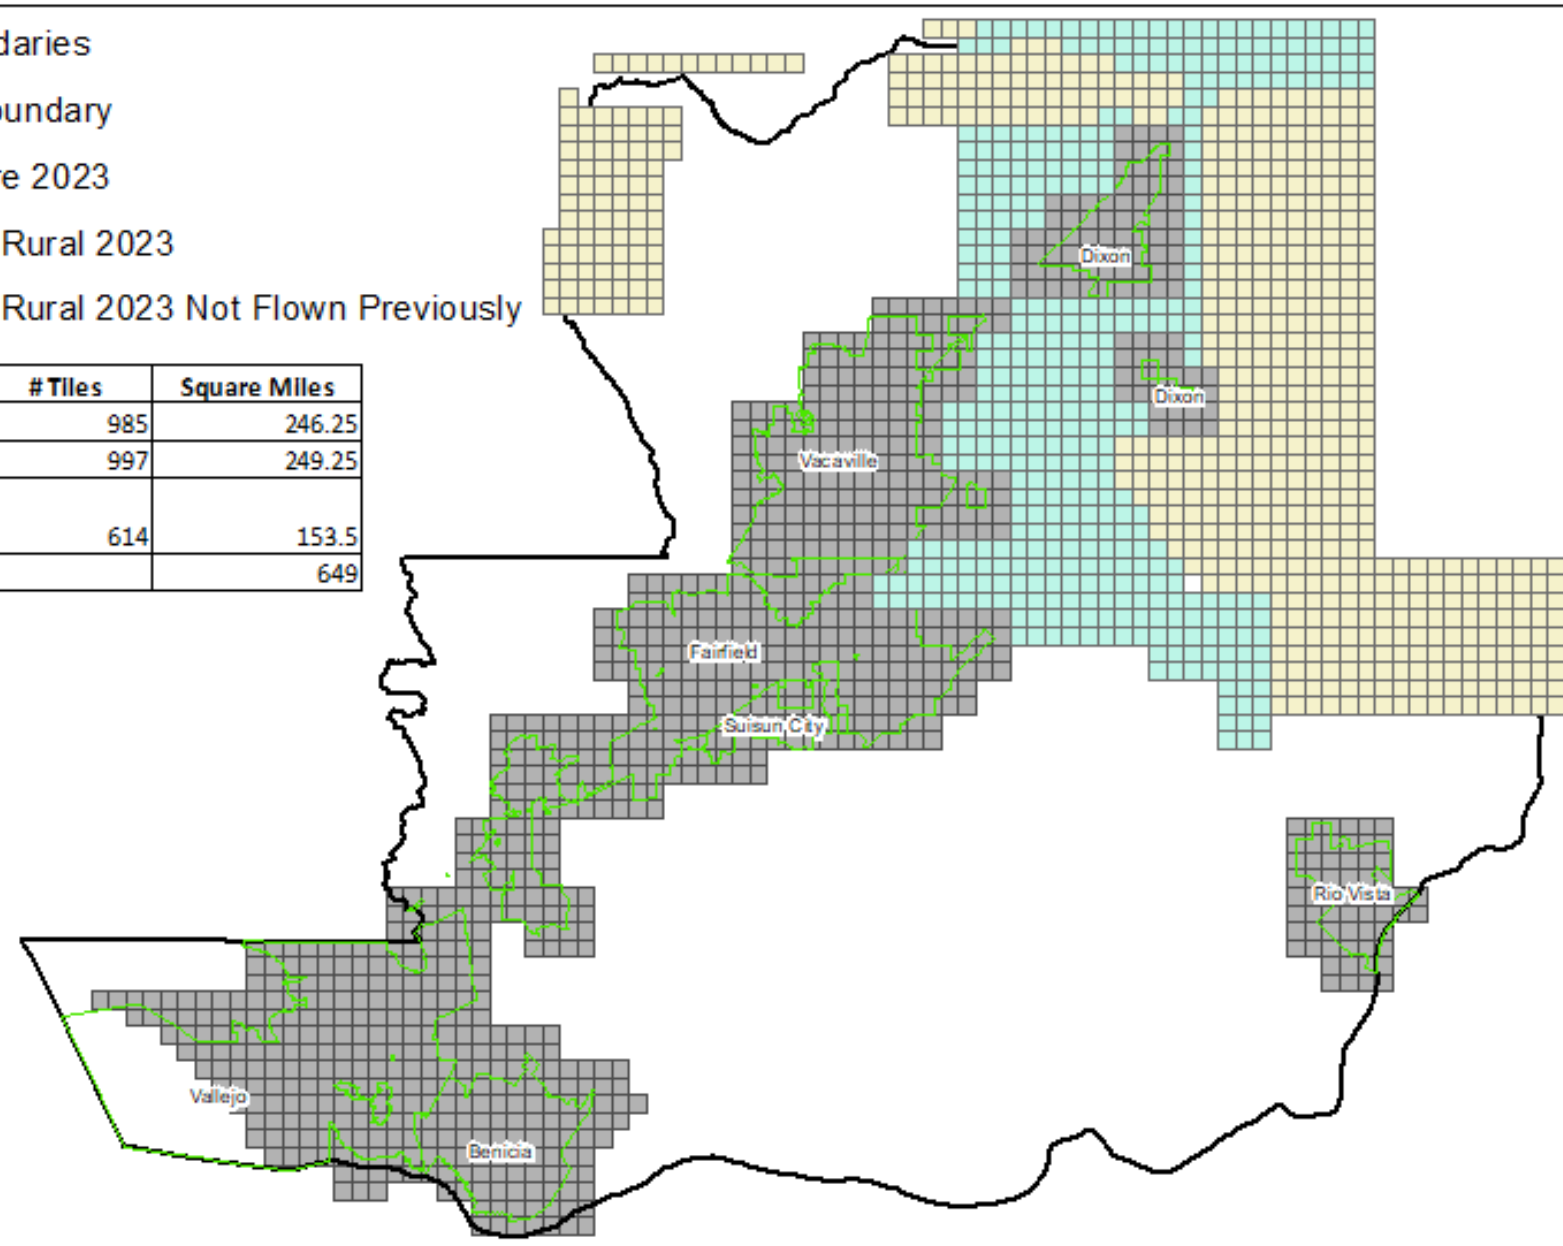 daries
oundary
re 2023
Rural 2023
Rural 2023 Not Flown Previously
# Tiles Square Miles
985 246.25
997 249.25
614 153.5
649
Dixon
Dixon
Vacaville
Fairfield
Suisun City
Rio Vista
Vallejo
Benicia